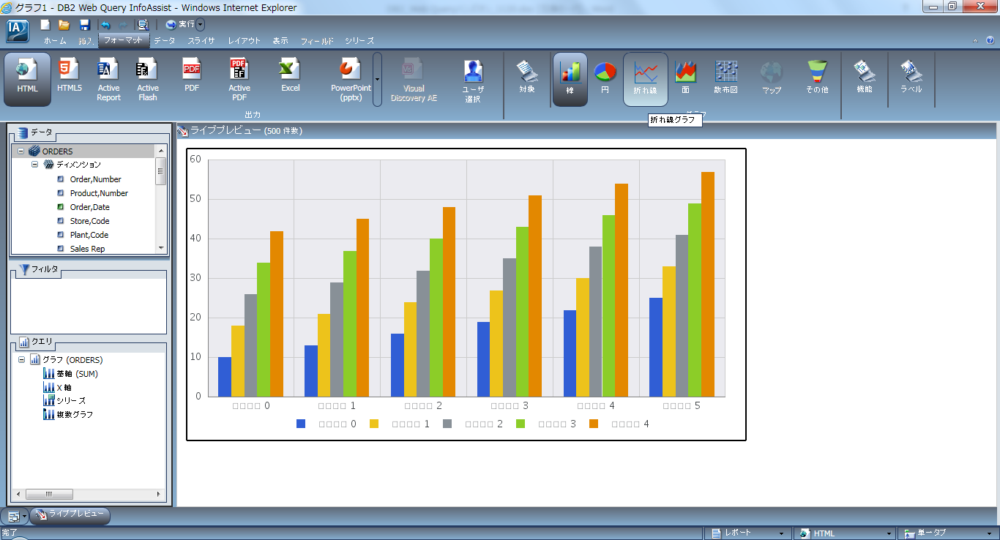 グラフ1 - DB2 Web Query InfoAssist - Windows Internet Explorer
IA
実行
ホーム 挿入 フォーマット データ スライサ レイアウト 表示 フィールド シリーズ
HTML HTML5 Active Report Active Flash PDF Active PDF Excel PowerPoint (pptx) Visual Discovery AE ユーザ選択 対象 棒 円 折れ線 面 散布図 マップ その他 機能 ラベル
出力 グラフ
折れ線グラフ
データ
ORDERS
ディメンション
Order,Number
Product,Number
Order,Date
Store,Code
Plant,Code
Sales Rep
フィルタ
クエリ
グラフ (ORDERS)
基軸 (SUM)
X 軸
シリーズ
複数グラフ
ライブプレビュー (500 件数)
60
50
40
30
20
10
0
□□□□ 0 □□□□ 1 □□□□ 2 □□□□ 3 □□□□ 4 □□□□ 5
□□□□ 0 □□□□ 1 □□□□ 2 □□□□ 3 □□□□ 4
ライブプレビュー
完了 レポート HTML 単一タブ